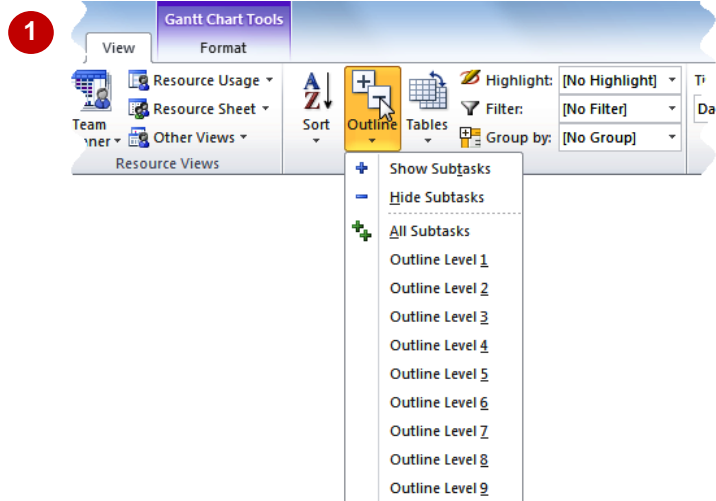 1
Gantt Chart Tools
View Format
Resource Usage
Resource Sheet
Other Views
Team
Resource Views
Sort
Outline
Tables
Highlight: [No Highlight]
Filter: [No Filter]
Group by: [No Group]
Da
Show Subtasks
Hide Subtasks
All Subtasks
Outline Level 1
Outline Level 2
Outline Level 3
Outline Level 4
Outline Level 5
Outline Level 6
Outline Level 7
Outline Level 8
Outline Level 9